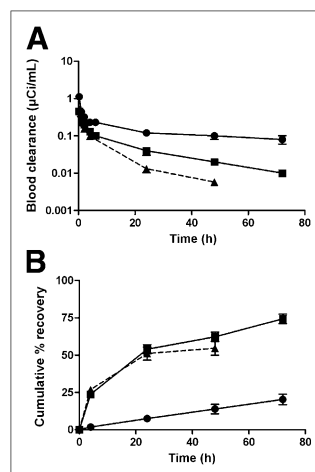 A
Blood clearance (μCi/mL)
10
1
0.1
0.01
0.001
0 20 40 60 80
Time (h)
B
Cumulative % recovery
100
75
50
25
0
0 20 40 60 80
Time (h)